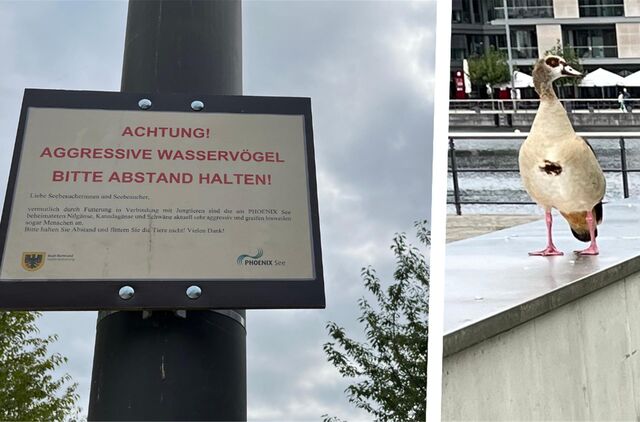 ACHTUNG!
AGGRESSIVE WASSERVÖGEL
BITTE ABSTAND HALTEN!
Liebe Seebesucherinnen und Seebesucher,
vermutlich durch Fütterung in Verbindung mit Jungtieren sind die am PHOENIX See
beheimateten Nilgänse, Kanadagänse und Schwäne aktuell sehr aggressiv und greifen bisweilen
sogar Menschen an.
Bitte halten Sie Abstand und füttern Sie die Tiere nicht! Vielen Dank!
Stadt Dortmund
PHOENIX See